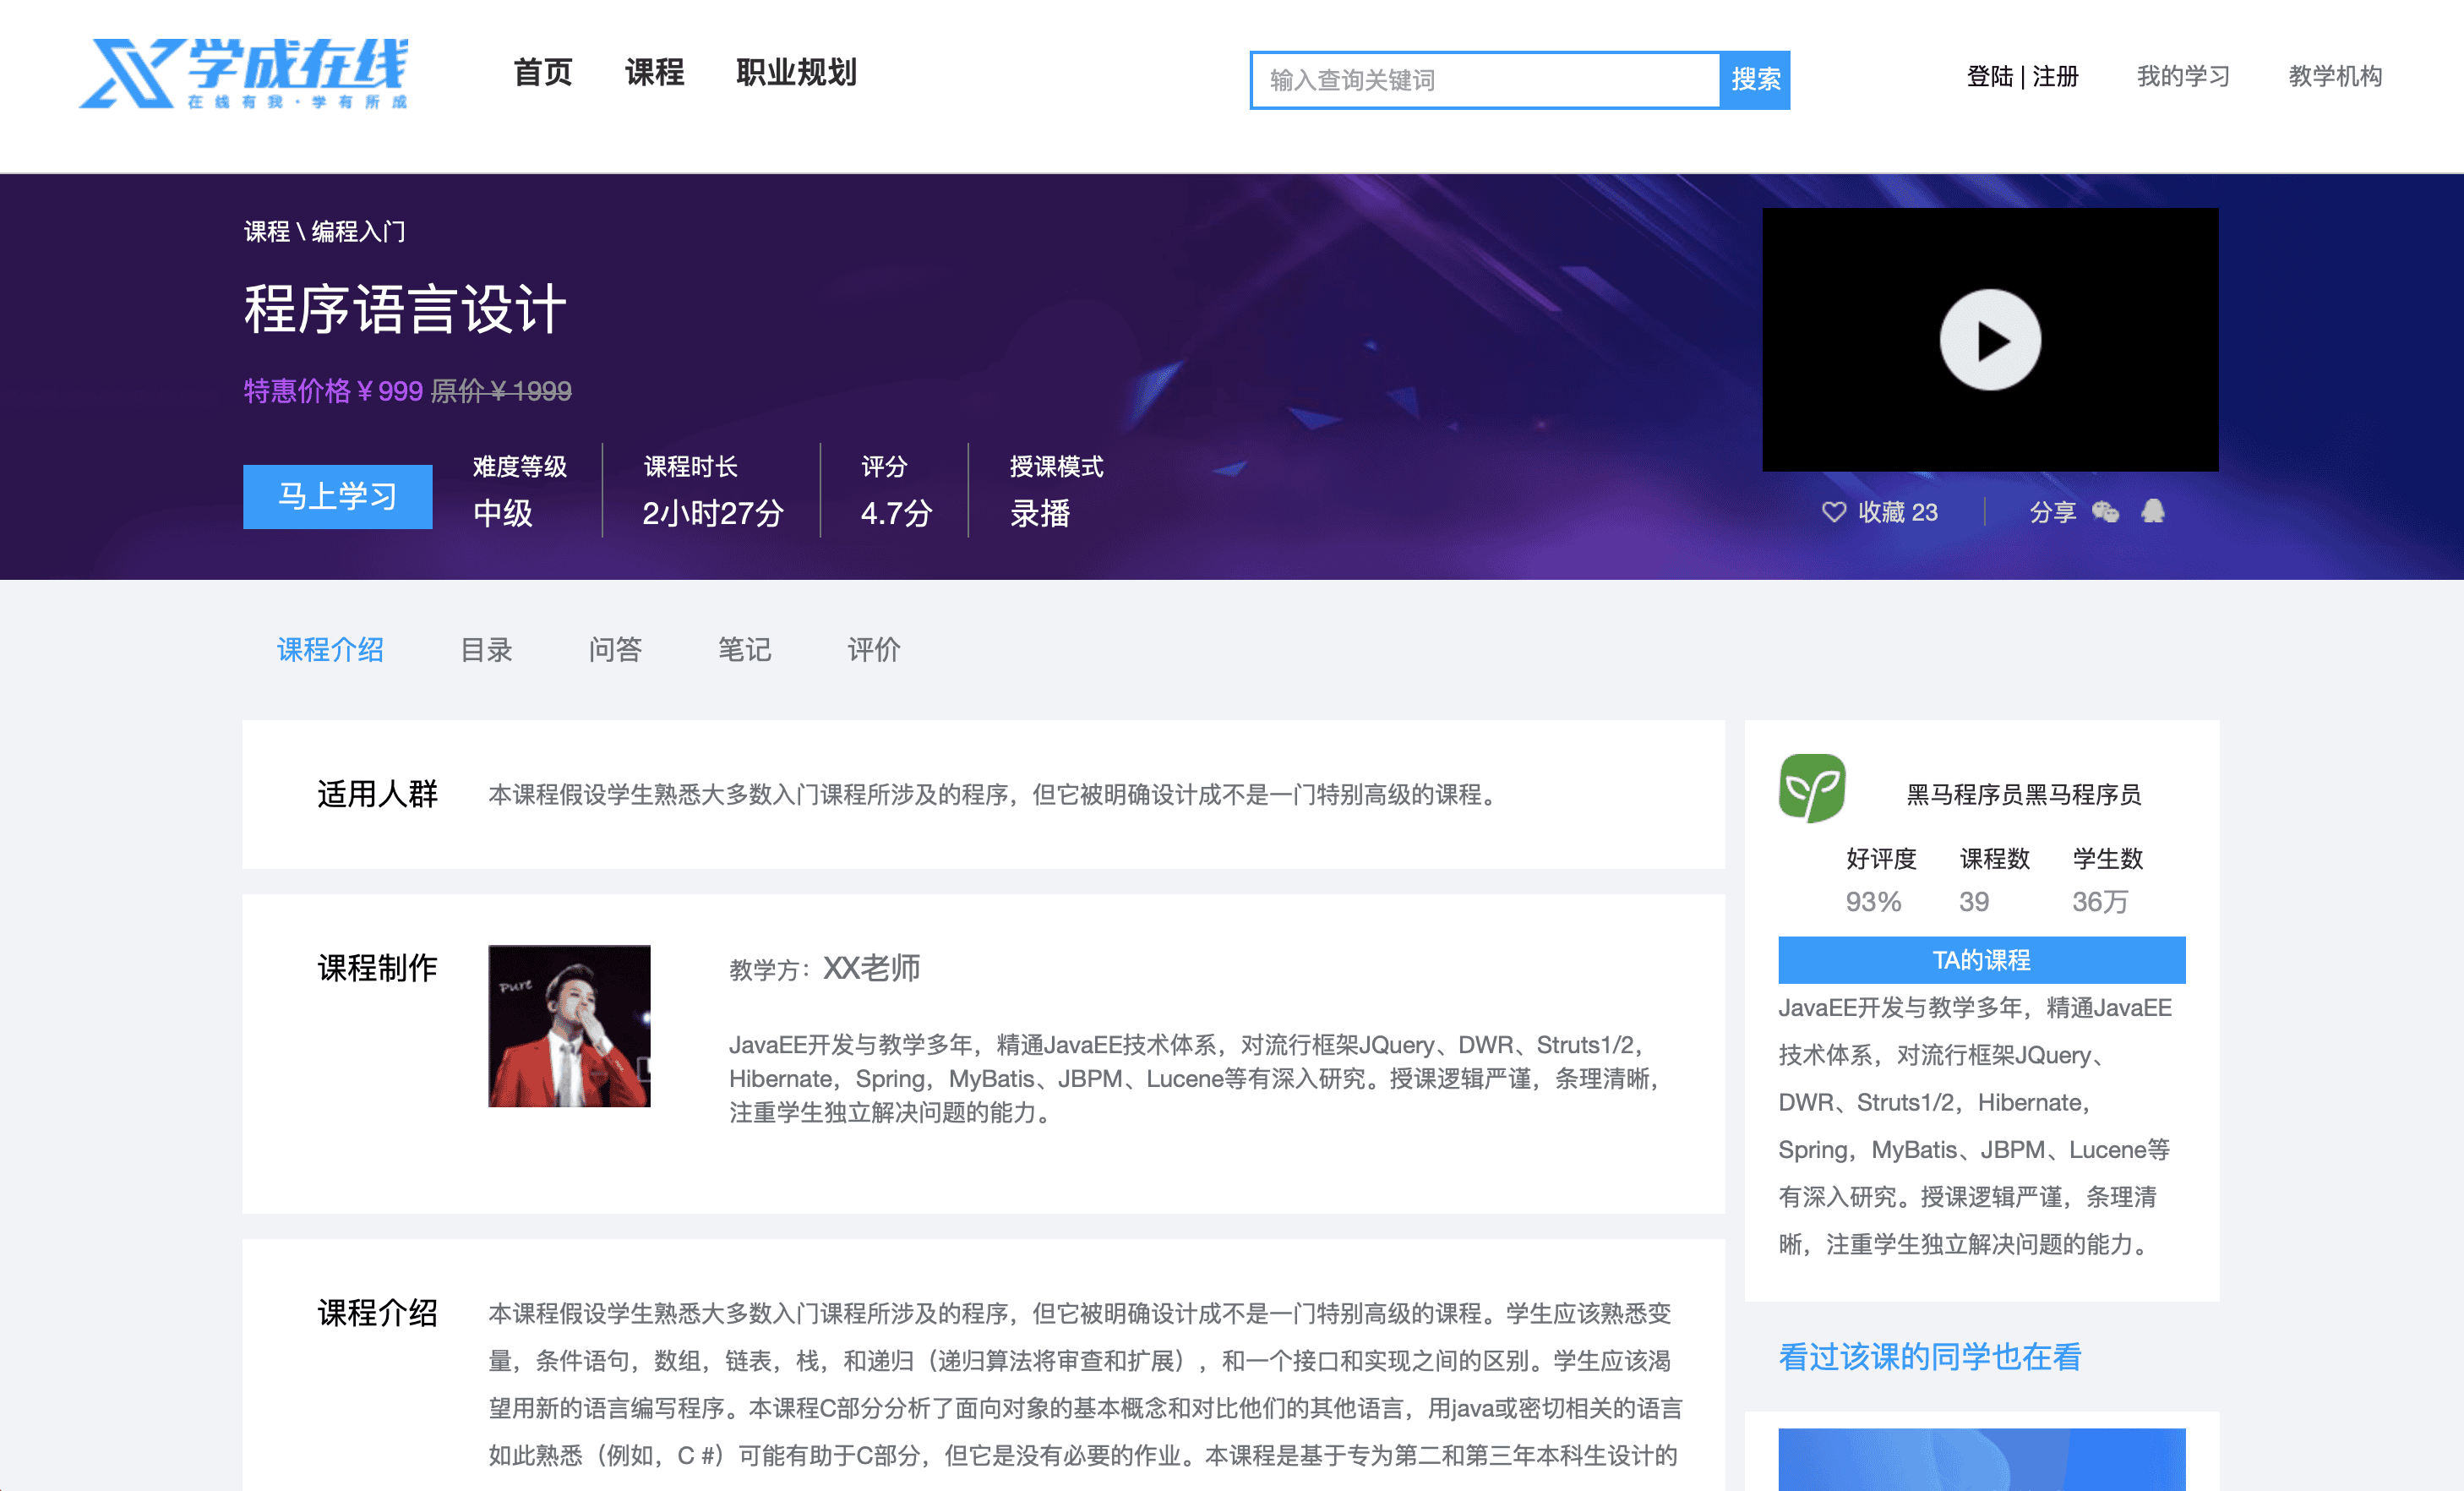 学成在线
在线有我·学有所成
首页 课程 职业规划
输入查询关键词 搜索
登陆 | 注册 我的学习 教学机构
课程 \ 编程入门
程序语言设计
特惠价格￥999 原价￥1999
马上学习
难度等级 课程时长 评分 授课模式
中级 2小时27分 4.7分 录播
收藏 23 分享
课程介绍 目录 问答 笔记 评价
适用人群
本课程假设学生熟悉大多数入门课程所涉及的程序，但它被明确设计成不是一门特别高级的课程。
课程制作
Pure
教学方：XX老师
JavaEE开发与教学多年，精通JavaEE技术体系，对流行框架JQuery、DWR、Struts1/2，
Hibernate，Spring，MyBatis、JBPM、Lucene等有深入研究。授课逻辑严谨，条理清晰，
注重学生独立解决问题的能力。
课程介绍
本课程假设学生熟悉大多数入门课程所涉及的程序，但它被明确设计成不是一门特别高级的课程。学生应该熟悉变
量，条件语句，数组，链表，栈，和递归（递归算法将审查和扩展），和一个接口和实现之间的区别。学生应该渴
望用新的语言编写程序。本课程C部分分析了面向对象的基本概念和对比他们的其他语言，用java或密切相关的语言
如此熟悉（例如，C #）可能有助于C部分，但它是没有必要的作业。本课程是基于专为第二和第三年本科生设计的
黑马程序员黑马程序员
好评度 课程数 学生数
93% 39 36万
TA的课程
JavaEE开发与教学多年，精通JavaEE
技术体系，对流行框架JQuery、
DWR、Struts1/2，Hibernate，
Spring，MyBatis、JBPM、Lucene等
有深入研究。授课逻辑严谨，条理清
晰，注重学生独立解决问题的能力。
看过该课的同学也在看